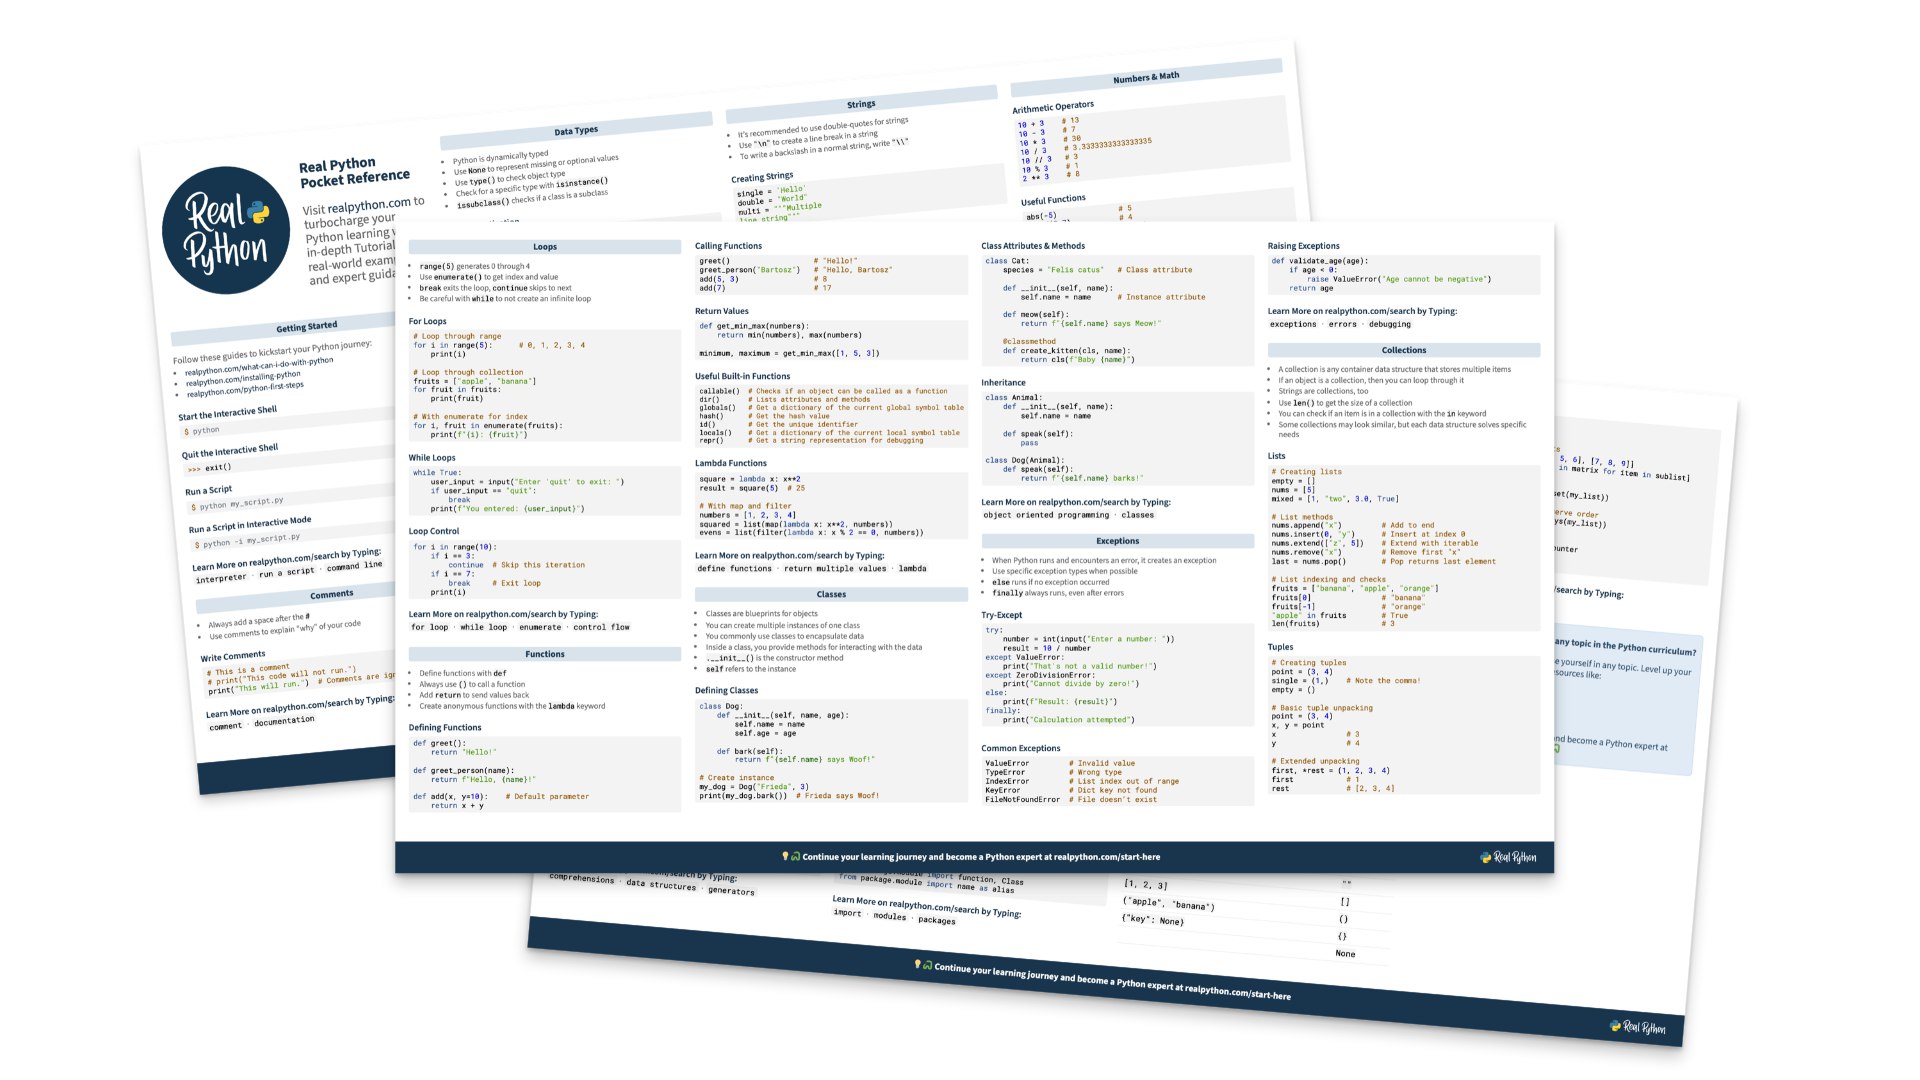 Real
Python
Real Python
Pocket Reference
Visit realpython.com to
turbocharge your
Python learning
in-depth Tutorial
real-world exam
and expert guida
Getting Started
Follow these guides to kickstart your Python journey:
• realpython.com/what-can-i-do-with-python
• realpython.com/installing-python
• realpython.com/python-first-steps
Start the Interactive Shell
$ python
Quit the Interactive Shell
>>> exit()
Run a Script
$ python my_script.py
Run a Script in Interactive Mode
$ python -i my_script.py
Learn More on realpython.com/search by Typing:
interpreter · run a script · command line
Comments
• Always add a space after the #
• Use comments to explain "why" of your code
Write Comments
# This is a comment
# print("This code will not run.")
print("This will run.")  # Comments are ign
Learn More on realpython.com/search by Typing:
comment · documentation
Data Types
• Python is dynamically typed
• Use None to represent missing or optional values
• Use type() to check object type
• Check for a specific type with isinstance()
• issubclass() checks if a class is a subclass
Strings
• It's recommended to use double-quotes for strings
• Use "\n" to create a line break in a string
• To write a backslash in a normal string, write "\\"
Creating Strings
single = 'Hello'
double = "World"
multi = """Multiple
line string"""
Numbers & Math
Arithmetic Operators
10 + 3   # 13
10 - 3   # 7
10 * 3   # 30
10 / 3   # 3.3333333333333335
10 // 3  # 3
10 % 3   # 1
2 ** 3   # 8
Useful Functions
abs(-5)   # 5
# 4
Loops
• range(5) generates 0 through 4
• Use enumerate() to get index and value
• break exits the loop, continue skips to next
• Be careful with while to not create an infinite loop
For Loops
# Loop through range
for i in range(5):   # 0, 1, 2, 3, 4
print(i)
# Loop through collection
fruits = ["apple", "banana"]
for fruit in fruits:
print(fruit)
# With enumerate for index
for i, fruit in enumerate(fruits):
print(f"{i}: {fruit}")
While Loops
while True:
user_input = input("Enter 'quit' to exit: ")
if user_input == "quit":
break
print(f"You entered: {user_input}")
Loop Control
for i in range(10):
if i == 3:
continue  # Skip this iteration
if i == 7:
break  # Exit loop
print(i)
Learn More on realpython.com/search by Typing:
for loop · while loop · enumerate · control flow
Functions
• Define functions with def
• Always use () to call a function
• Add return to send values back
• Create anonymous functions with the lambda keyword
Defining Functions
def greet():
return "Hello!"
def greet_person(name):
return f"Hello, {name}!"
def add(x, y=10):   # Default parameter
return x + y
Calling Functions
greet()   # "Hello!"
greet_person("Bartosz")   # "Hello, Bartosz"
add(5, 3)   # 8
add(7)   # 17
Return Values
def get_min_max(numbers):
return min(numbers), max(numbers)
minimum, maximum = get_min_max([1, 5, 3])
Useful Built-in Functions
callable()  # Checks if an object can be called as a function
dir()  # Lists attributes and methods
globals()  # Get a dictionary of the current global symbol table
hash()  # Get the hash value
id()  # Get the unique identifier
locals()  # Get a dictionary of the current local symbol table
repr()  # Get a string representation for debugging
Lambda Functions
square = lambda x: x**2
result = square(5)  # 25
# With map and filter
numbers = [1, 2, 3, 4]
squared = list(map(lambda x: x**2, numbers))
evens = list(filter(lambda x: x % 2 == 0, numbers))
Learn More on realpython.com/search by Typing:
define functions · return multiple values · lambda
Classes
• Classes are blueprints for objects
• You can create multiple instances of one class
• You commonly use classes to encapsulate data
• Inside a class, you provide methods for interacting with the data
• .__init__() is the constructor method
• self refers to the instance
Defining Classes
class Dog:
def __init__(self, name, age):
self.name = name
self.age = age
def bark(self):
return f"{self.name} says Woof!"
# Create instance
my_dog = Dog("Frieda", 3)
print(my_dog.bark())  # Frieda says Woof!
Class Attributes & Methods
class Cat:
species = "Felis catus"   # Class attribute
def __init__(self, name):
self.name = name   # Instance attribute
def meow(self):
return f"{self.name} says Meow!"
@classmethod
def create_kitten(cls, name):
return cls(f"Baby {name}")
Inheritance
class Animal:
def __init__(self, name):
self.name = name
def speak(self):
pass
class Dog(Animal):
def speak(self):
return f"{self.name} barks!"
Learn More on realpython.com/search by Typing:
object oriented programming · classes
Exceptions
• When Python runs and encounters an error, it creates an exception
• Use specific exception types when possible
• else runs if no exception occurred
• finally always runs, even after errors
Try-Except
try:
number = int(input("Enter a number: "))
result = 10 / number
except ValueError:
print("That's not a valid number!")
except ZeroDivisionError:
print("Cannot divide by zero!")
else:
print(f"Result: {result}")
finally:
print("Calculation attempted")
Common Exceptions
ValueError  # Invalid value
TypeError  # Wrong type
IndexError  # List index out of range
KeyError  # Dict key not found
FileNotFoundError  # File doesn't exist
Raising Exceptions
def validate_age(age):
if age < 0:
raise ValueError("Age cannot be negative")
return age
Learn More on realpython.com/search by Typing:
exceptions · errors · debugging
Collections
• A collection is any container data structure that stores multiple items
• If an object is a collection, then you can loop through it
• Strings are collections, too
• Use len() to get the size of a collection
• You can check if an item is in a collection with the in keyword
• Some collections may look similar, but each data structure solves specific
needs
Lists
# Creating lists
empty = []
nums = [5]
mixed = [1, "two", 3.0, True]
# List methods
nums.append("x")   # Add to end
nums.insert(0, "y")   # Insert at index 0
nums.extend(["z", 5])   # Extend with iterable
nums.remove("x")   # Remove first "x"
last = nums.pop()   # Pop returns last element
# List indexing and checks
fruits = ["banana", "apple", "orange"]
fruits[0]   # "banana"
fruits[-1]   # "orange"
"apple" in fruits   # True
len(fruits)   # 3
Tuples
# Creating tuples
point = (3, 4)
single = (1,)   # Note the comma!
empty = ()
# Basic tuple unpacking
point = (3, 4)
x, y = point
x   # 3
y   # 4
# Extended unpacking
first, *rest = (1, 2, 3, 4)
first   # 1
rest   # [2, 3, 4]
Continue your learning journey and become a Python expert at realpython.com/start-here
Real Python
5, 6], [7, 8, 9]]
in matrix for item in sublist]
set(my_list))
erve order
ys(my_list))
ounter
/search by Typing:
any topic in the Python curriculum?
e yourself in any topic. Level up your
sources like:
nd become a Python expert at
/search by Typing:
comprehensions · data structures · generators
import function, Class
from package.module import name as alias
Learn More on realpython.com/search by Typing:
import · modules · packages
[1, 2, 3]   ""
("apple", "banana")   []
{"key": None}   ()
{}
None
Continue your learning journey and become a Python expert at realpython.com/start-here
Real Python